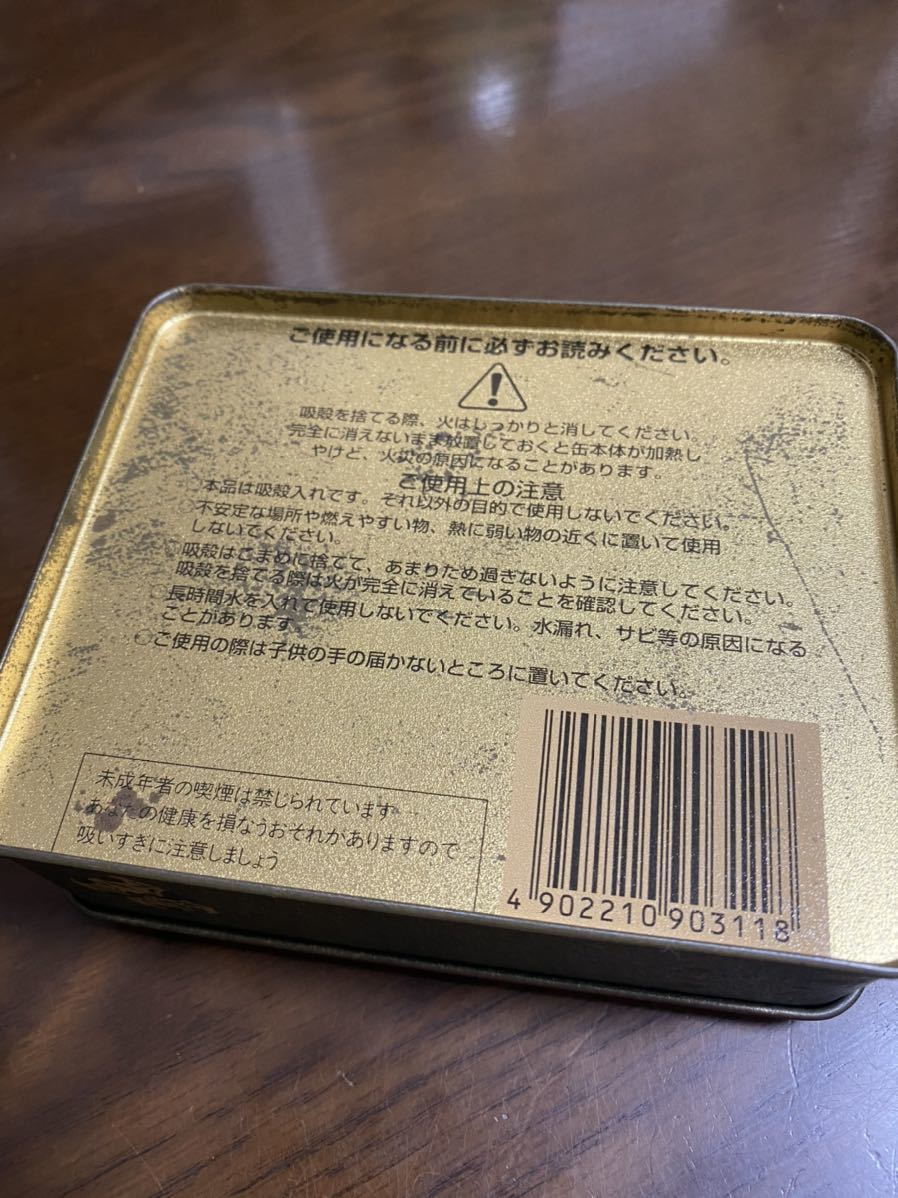 ご使用になる前に必ずお読みください。
吸殻を捨てる際、火はしっかりと消してください。
完全に消えないまま放置しておくと缶本体が加熱し
やけど、火災の原因になることがあります。
ご使用上の注意
○本品は吸殻入れです。それ以外の目的で使用しないでください。
○不安定な場所や燃えやすい物、熱に弱い物の近くに置いて使用
しないでください。
○吸殻はこまめに捨てて、あまりため過ぎないように注意してください。
吸殻を捨てる際は火が完全に消えていることを確認してください。
○長時間水を入れて使用しないでください。水漏れ、サビ等の原因になる
ことがあります。
○ご使用の際は子供の手の届かないところに置いてください。
未成年者の喫煙は禁じられています
あなたの健康を損なうおそれがありますので
吸いすぎに注意しましょう
4 902210 903118